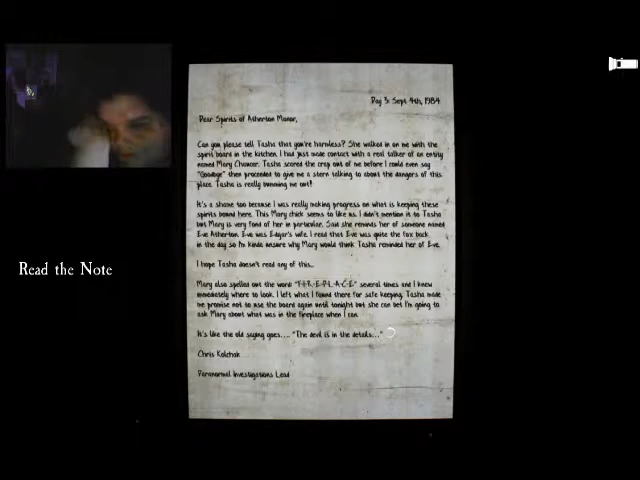 Day 3: Sept 4th, 1984
Dear Spirits of Atherton Manor,
Can you please tell Tasha that you're harmless? She walked in on me with the
spirit board in the kitchen. I had just made contact with a real talker of an entity
named Mary Chancer. Tasha scared the crap out of me before I could even say
"Goodbye" then proceeded to give me a stern talking to about the dangers of this
place. Tasha is really bumming me out!
It's a shame too because I was really making progress on what is keeping these
spirits bound here. This Mary chick seems to like us. I didn't mention it to Tasha
but Mary is very fond of her in particular. Said she reminds her of someone named
Eve Atherton. Eve was Edgar's wife. I read that Eve was quite the fox back
in the day so I'm kinda unsure why Mary would think Tasha reminded her of Eve.
I hope Tasha doesn't read any of this...
Read the Note
Mary also spelled out the word: "F-I-R-E-P-L-A-C-E" several times and I knew
immediately where to look. I left what I found there for safe keeping. Tasha made
me promise not to use the board again until tonight but she can bet I'm going to
ask Mary about what was in the fireplace when I can.
It's like the old saying goes.... "The devil is in the details..."
Chris Kolchak
Paranormal Investigations Lead